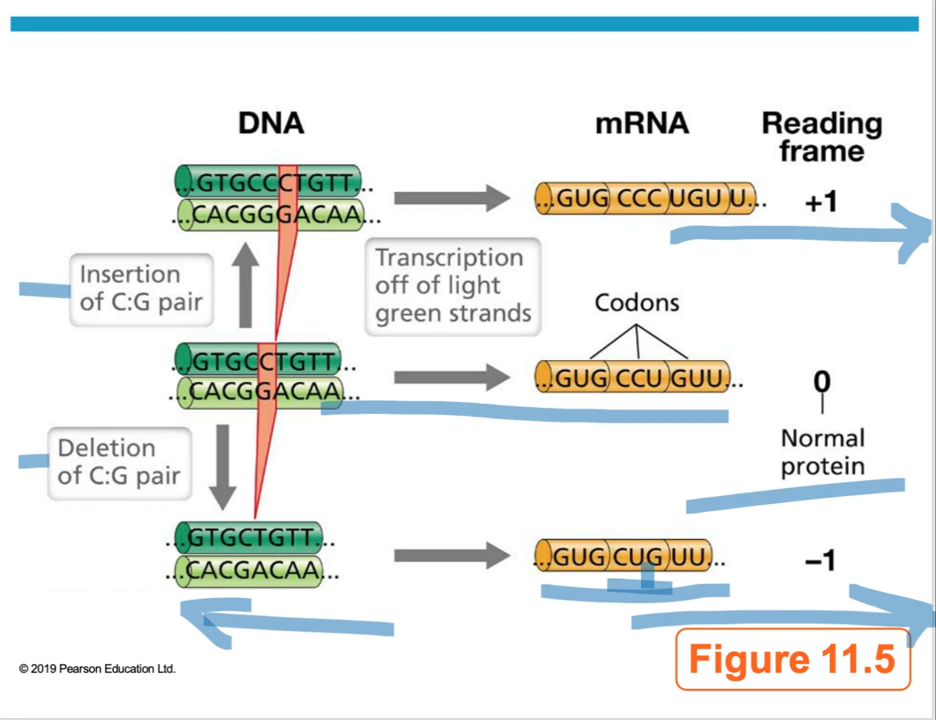 DNA
mRNA
Reading
frame
...GTGCCCTGTT...
...CACGGGACAA...
...GUG CCC UGU U...
+1
Insertion
of C:G pair
Transcription
off of light
green strands
Codons
...GTGCCTGTT...
...CACGGACAA...
...GUG CCU GUU...
0
Normal
protein
Deletion
of C:G pair
...GTGCTGTT...
...CACGACAA...
...GUG CUG UU...
–1
Figure 11.5
© 2019 Pearson Education Ltd.